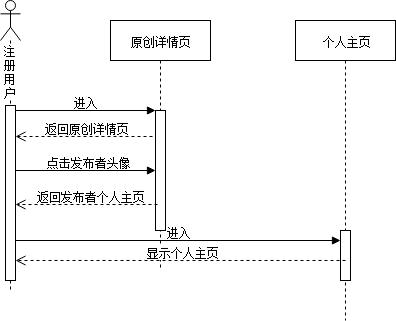 原创详情页
个人主页
注册用户
进入
返回原创详情页
点击发布者头像
返回发布者个人主页
进入
显示个人主页